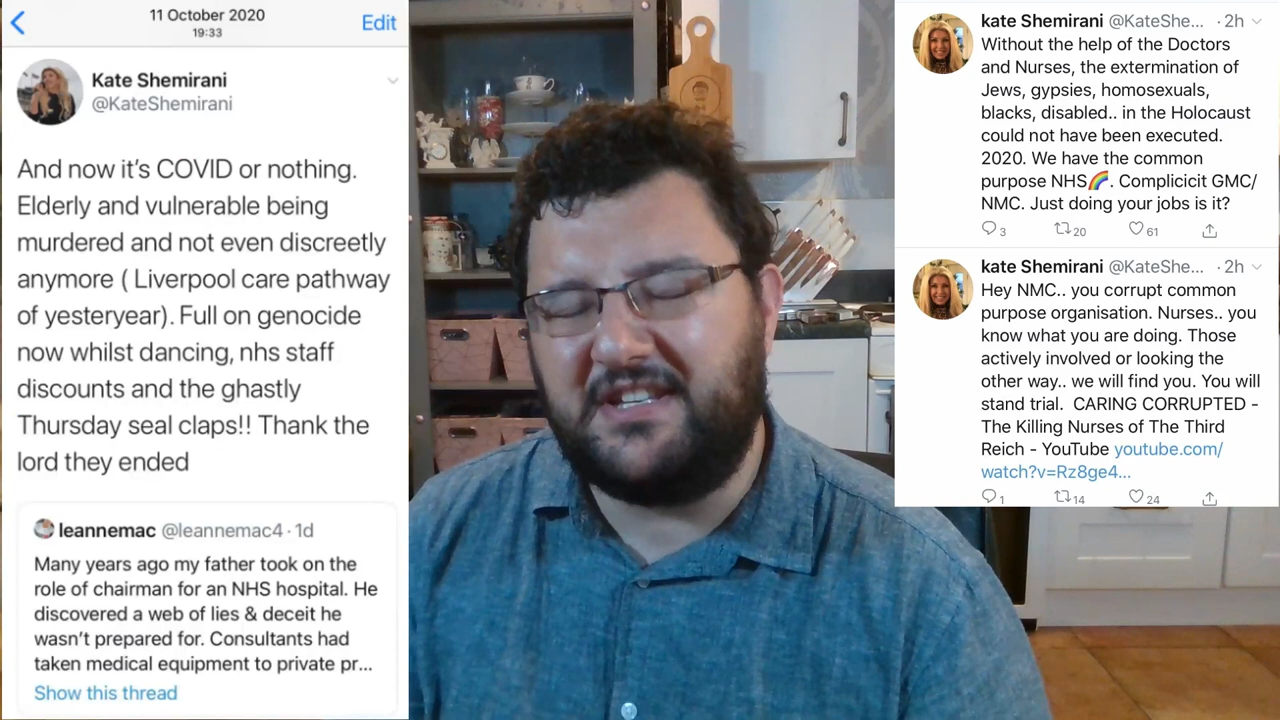 11 October 2020
19:33
Edit
Kate Shemirani
@KateShemirani
And now it's COVID or nothing.
Elderly and vulnerable being
murdered and not even discreetly
anymore ( Liverpool care pathway
of yesteryear). Full on genocide
now whilst dancing, nhs staff
discounts and the ghastly
Thursday seal claps!! Thank the
lord they ended
leannemac @leannemac4 · 1d
Many years ago my father took on the
role of chairman for an NHS hospital. He
discovered a web of lies & deceit he
wasn't prepared for. Consultants had
taken medical equipment to private pr...
Show this thread
kate Shemirani @KateShe... · 2h
Without the help of the Doctors
and Nurses, the extermination of
Jews, gypsies, homosexuals,
blacks, disabled.. in the Holocaust
could not have been executed.
2020. We have the common
purpose NHS🌈. Complicicit GMC/
NMC. Just doing your jobs is it?
3 20 61
kate Shemirani @KateShe... · 2h
Hey NMC.. you corrupt common
purpose organisation. Nurses.. you
know what you are doing. Those
actively involved or looking the
other way.. we will find you. You will
stand trial. CARING CORRUPTED -
The Killing Nurses of The Third
Reich - YouTube youtube.com/
watch?v=Rz8ge4...
1 14 24